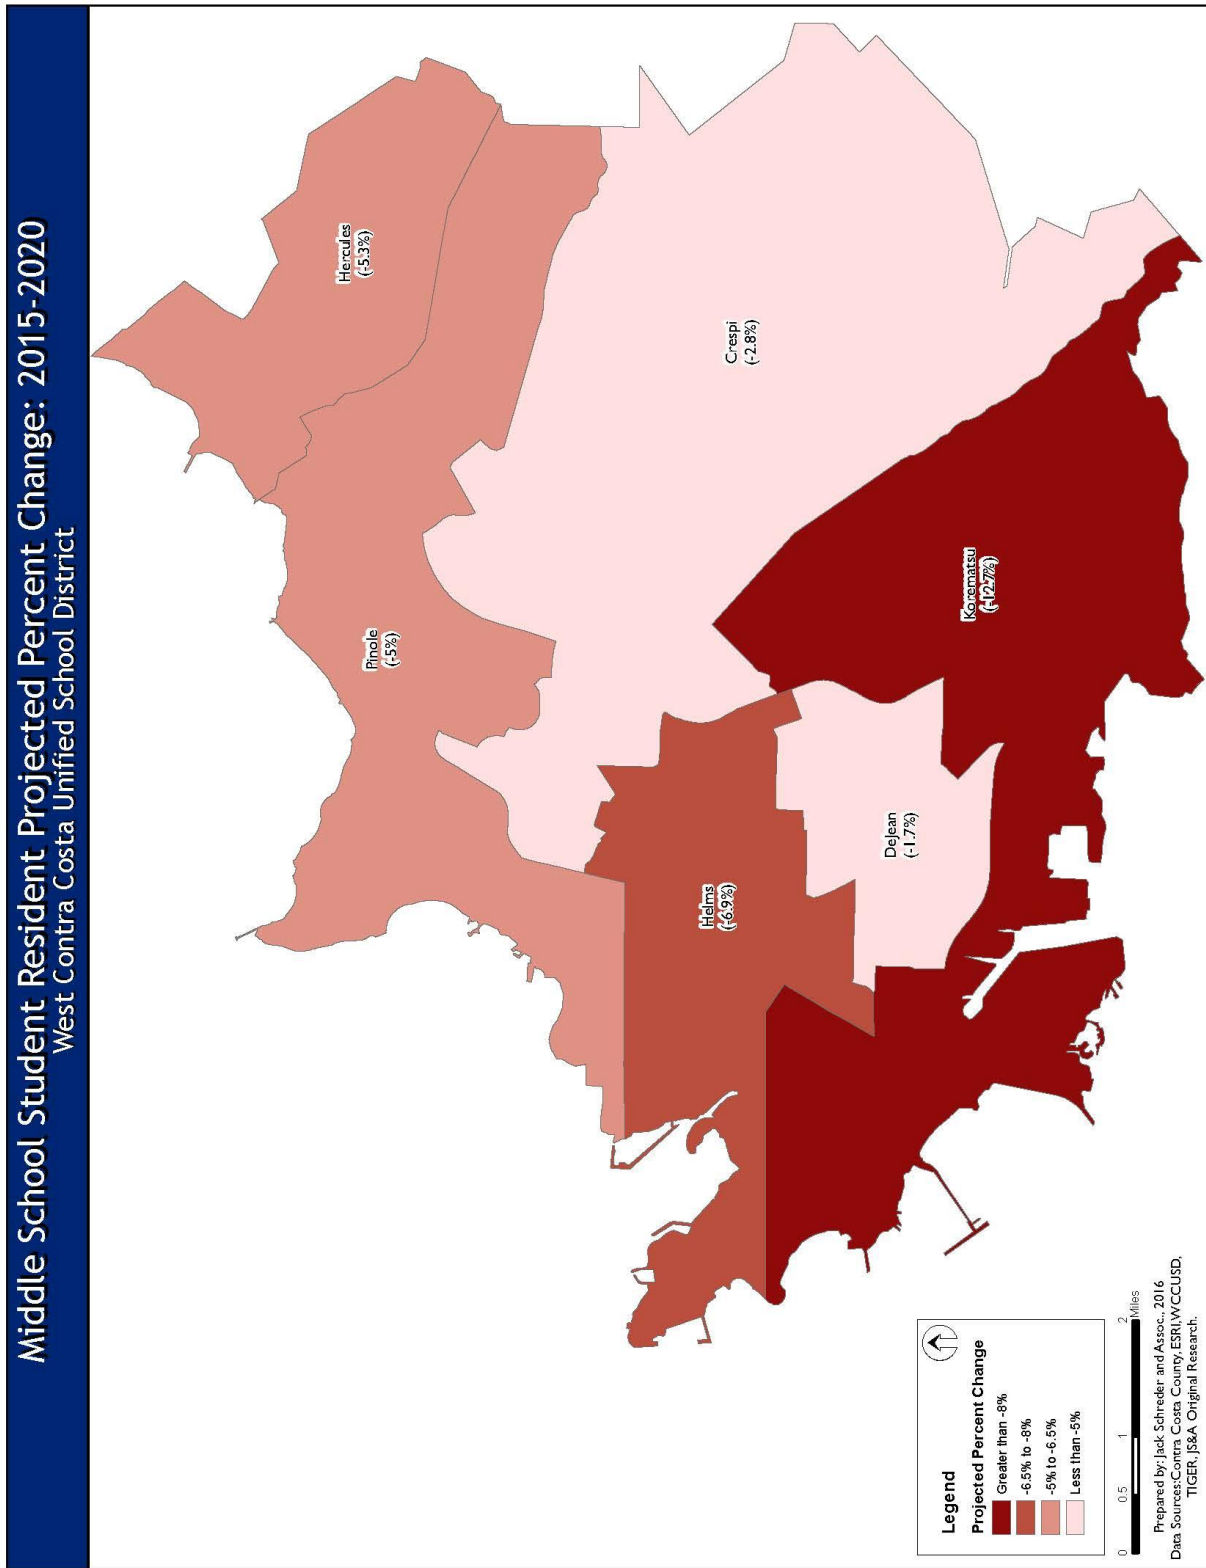 Middle School Student Resident Projected Percent Change: 2015-2020
West Contra Costa Unified School District
Hercules
(-5.3%)
Pinole
(-5%)
Crespi
(-2.8%)
Helms
(-6.9%)
DeJean
(-1.7%)
Korematsu
(-12.7%)
Legend
Projected Percent Change
Greater than -8%
-6.5% to -8%
-5% to -6.5%
Less than -5%
0 0.5 1 2
Miles
Prepared by: Jack Schreder and Assoc., 2016
Data Sources:Contra Costa County, ESRI,WCCUSD,
TIGER, JS&A Original Research.